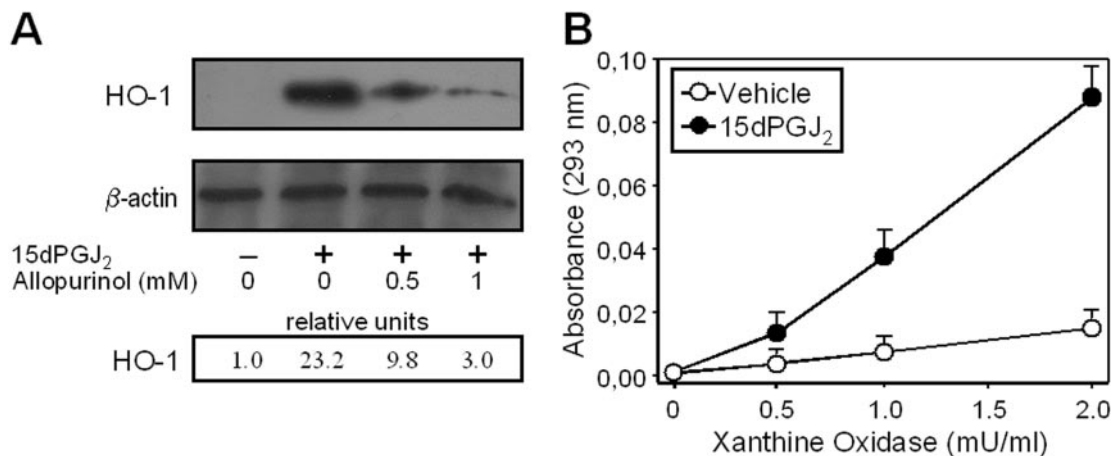 A
HO-1
β-actin
15dPGJ₂ – + + +
Allopurinol (mM) 0 0 0.5 1
relative units
HO-1 1.0 23.2 9.8 3.0
B
Absorbance (293 nm)
0,10
0,08
0,06
0,04
0,02
0,00
Vehicle
15dPGJ₂
0 0.5 1.0 1.5 2.0
Xanthine Oxidase (mU/ml)